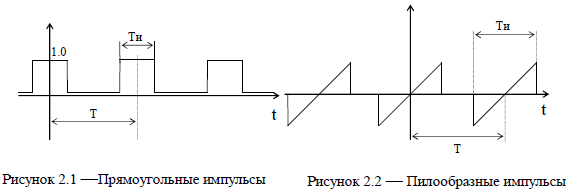 Tи
1.0
T
t
Tи
T
t
Рисунок 2.1 —Прямоугольные импульсы
Рисунок 2.2 — Пилообразные импульсы